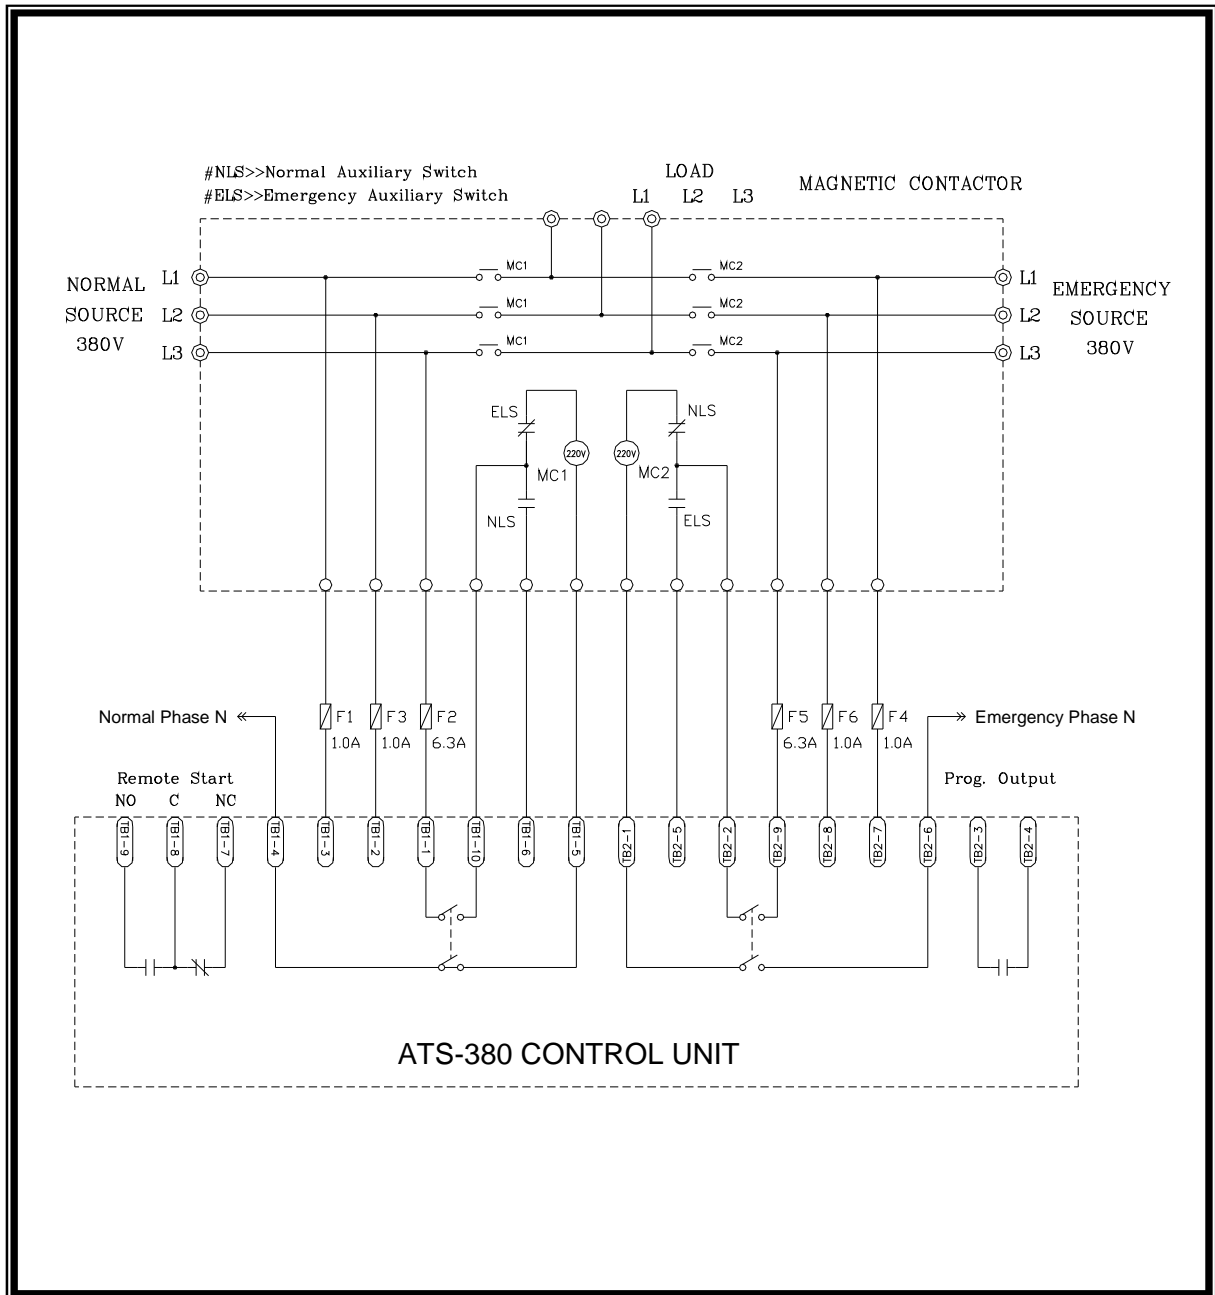 #NLS>>Normal Auxiliary Switch
#ELS>>Emergency Auxiliary Switch
LOAD
L1 L2 L3
MAGNETIC CONTACTOR
NORMAL
SOURCE
380V
L1
L2
L3
MC1
MC1
MC1
MC2
MC2
MC2
L1
L2
L3
EMERGENCY
SOURCE
380V
ELS
220V
MC1
NLS
NLS
220V
MC2
ELS
Normal Phase N
F1
1.0A
F3
1.0A
F2
6.3A
F5
6.3A
F6
1.0A
F4
1.0A
Emergency Phase N
Remote Start
NO C NC
Prog. Output
TB1-9
TB1-8
TB1-7
TB1-4
TB1-3
TB1-2
TB1-1
TB1-10
TB1-6
TB1-5
TB2-1
TB2-5
TB2-2
TB2-9
TB2-8
TB2-7
TB2-6
TB2-3
TB2-4
ATS-380 CONTROL UNIT